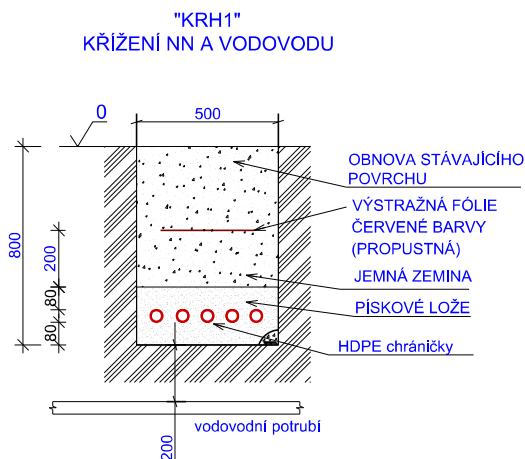 "KRH1"
KŘÍŽENÍ NN A VODOVODU
0
500
OBNOVA STÁVAJÍCÍHO
POVRCHU
VÝSTRAŽNÁ FÓLIE
ČERVENÉ BARVY
(PROPUSTNÁ)
JEMNÁ ZEMINA
PÍSKOVÉ LOŽE
HDPE chráničky
800
200
80
80
vodovodní potrubí
200